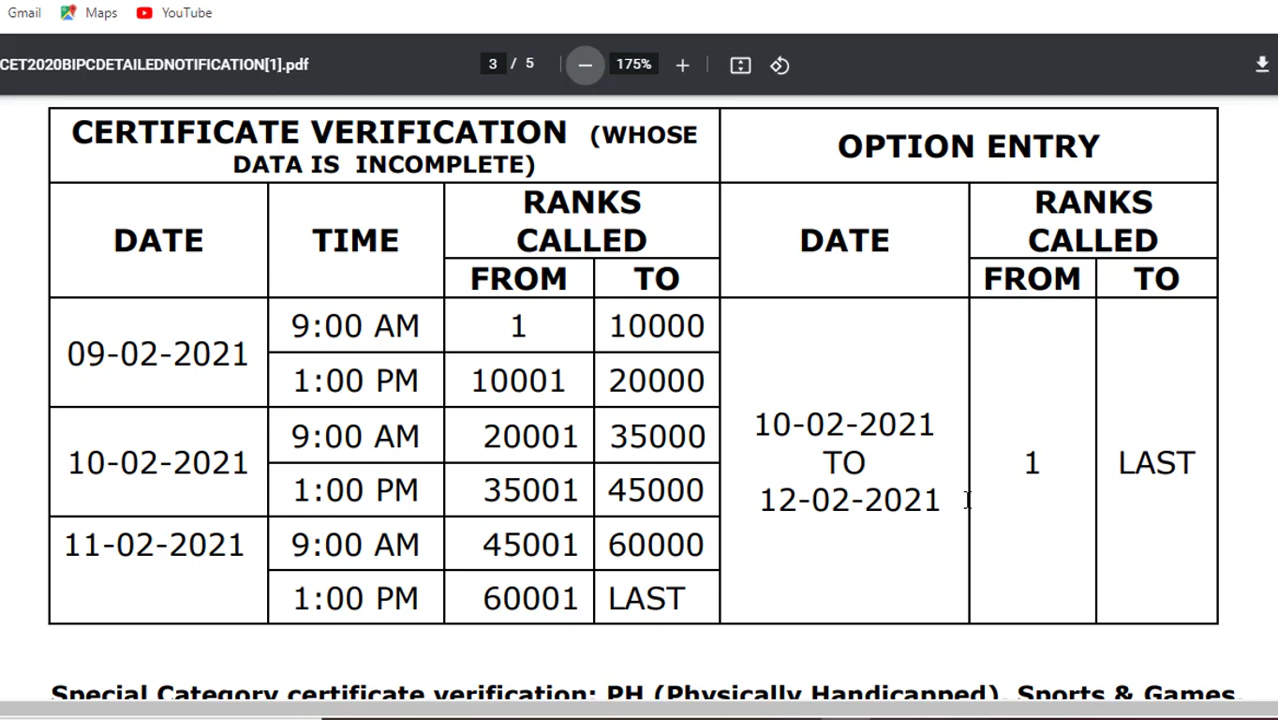 Gmail Maps YouTube
CET2020BIPCDETAILEDNOTIFICATION[1].pdf 3 / 5 175%
CERTIFICATE VERIFICATION (WHOSE
DATA IS INCOMPLETE)
OPTION ENTRY
DATE TIME RANKS
CALLED
DATE RANKS
CALLED
FROM TO FROM TO
09-02-2021 9:00 AM 1 10000
1:00 PM 10001 20000
10-02-2021 9:00 AM 20001 35000
1:00 PM 35001 45000
11-02-2021 9:00 AM 45001 60000
1:00 PM 60001 LAST
10-02-2021
TO
12-02-2021
1 LAST
Special Category certificate verification: PH (Physically Handicapped), Sports & Games,